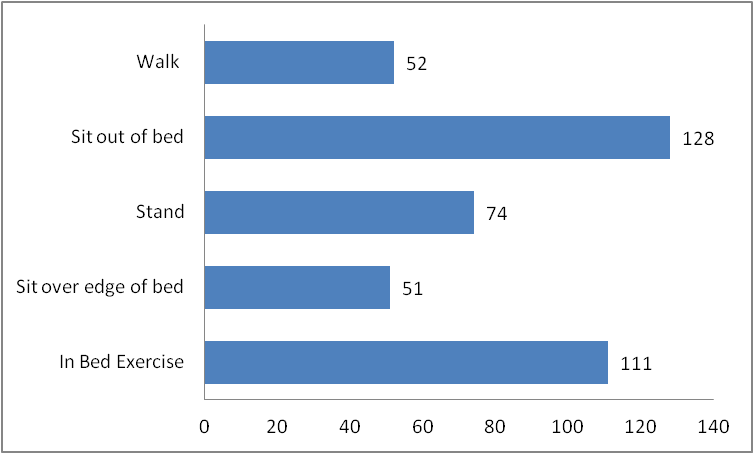 Walk 52
Sit out of bed 128
Stand 74
Sit over edge of bed 51
In Bed Exercise 111
0 20 40 60 80 100 120 140